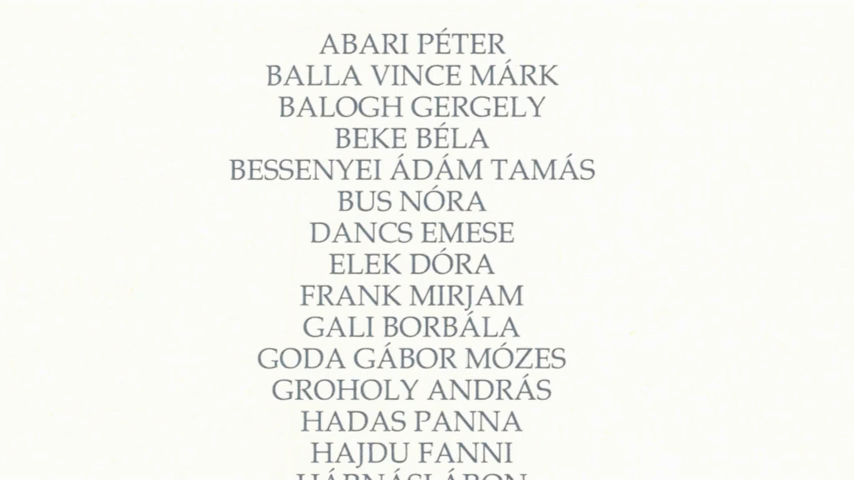 ABARI PÉTER
BALLA VINCE MÁRK
BALOGH GERGELY
BEKE BÉLA
BESSENYEI ÁDÁM TAMÁS
BUS NÓRA
DANCS EMESE
ELEK DÓRA
FRANK MIRJAM
GALI BORBÁLA
GODA GÁBOR MÓZES
GROHOLY ANDRÁS
HADAS PANNA
HAJDU FANNI